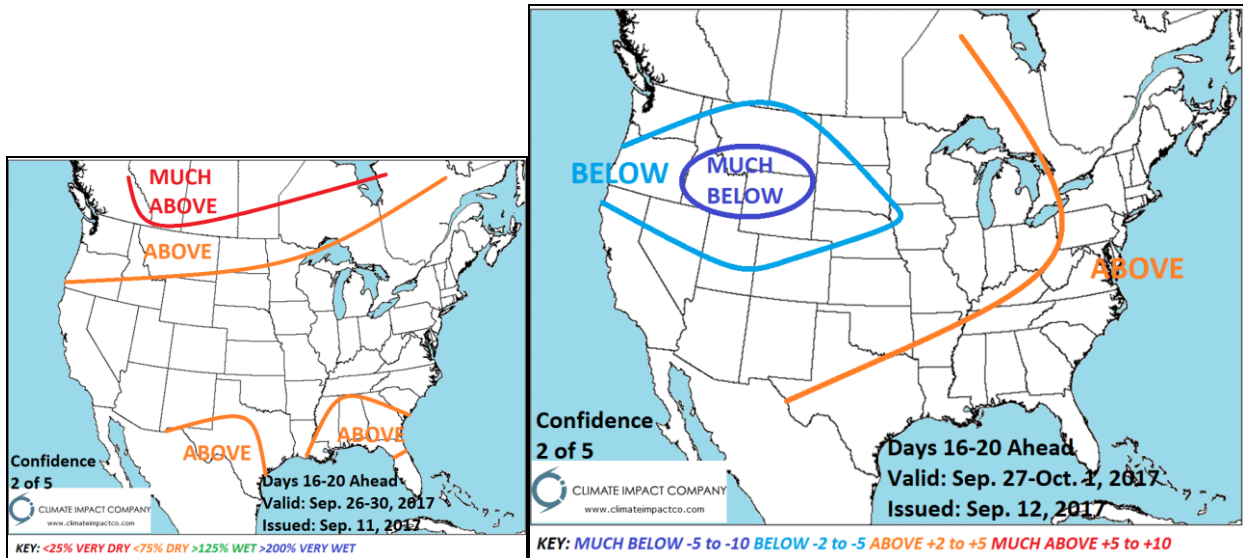 MUCH
ABOVE
ABOVE
ABOVE
ABOVE
Confidence
2 of 5
Days 16-20 Ahead
Valid: Sep. 26-30, 2017
Issued: Sep. 11, 2017
CLIMATE IMPACT COMPANY
www.climateimpactco.com
KEY: <25% VERY DRY <75% DRY >125% WET >200% VERY WET
BELOW
MUCH
BELOW
ABOVE
Confidence
2 of 5
Days 16-20 Ahead
Valid: Sep. 27-Oct. 1, 2017
Issued: Sep. 12, 2017
CLIMATE IMPACT COMPANY
www.climateimpactco.com
KEY: MUCH BELOW -5 to -10 BELOW -2 to -5 ABOVE +2 to +5 MUCH ABOVE +5 to +10